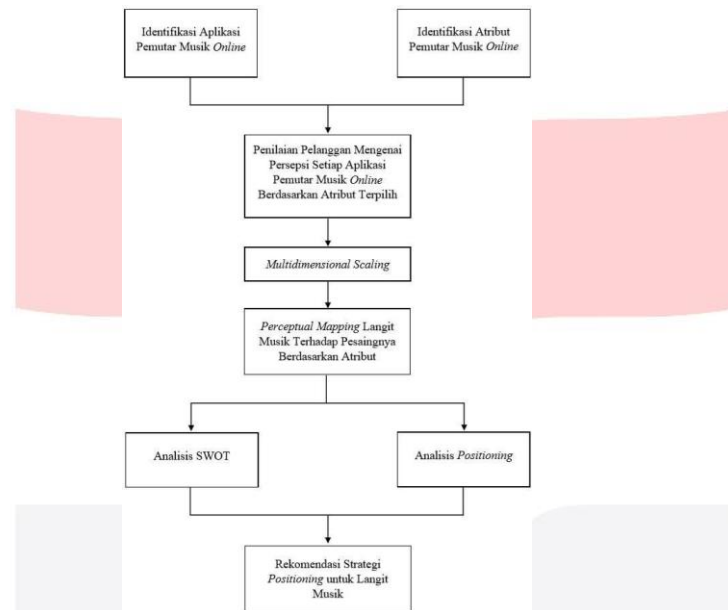 Identifikasi Aplikasi
Pemutar Musik Online
Identifikasi Atribut
Pemutar Musik Online
Penilaian Pelanggan Mengenai
Persepsi Setiap Aplikasi
Pemutar Musik Online
Berdasarkan Atribut Terpilih
Multidimensional Scaling
Perceptual Mapping Langit
Musik Terhadap Pesaingnya
Berdasarkan Atribut
Analisis SWOT
Analisis Positioning
Rekomendasi Strategi
Positioning untuk Langit
Musik